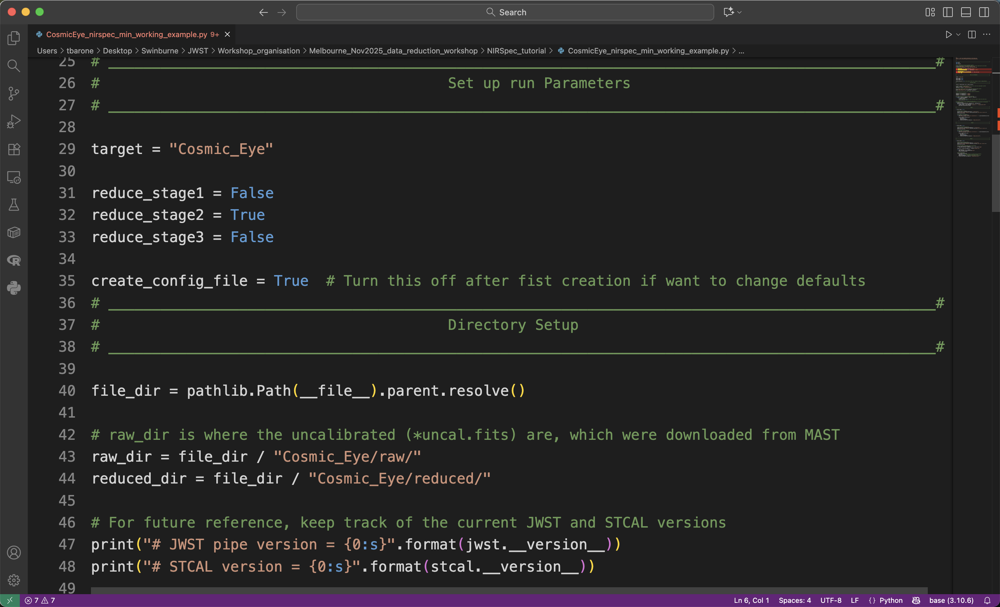 Search
CosmicEye_nirspec_min_working_example.py 9+
Users > tbarone > Desktop > Swinburne > JWST > Workshop_organisation > Melbourne_Nov2025_data_reduction_workshop > NIRSpec_tutorial > CosmicEye_nirspec_min_working_example.py > ...
25 # ________________________________________________________________________________________________#
26 # Set up run Parameters
27 # ________________________________________________________________________________________________#
28
29 target = "Cosmic_Eye"
30
31 reduce_stage1 = False
32 reduce_stage2 = True
33 reduce_stage3 = False
34
35 create_config_file = True  # Turn this off after fist creation if want to change defaults
36 # ________________________________________________________________________________________________#
37 # Directory Setup
38 # ________________________________________________________________________________________________#
39
40 file_dir = pathlib.Path(__file__).parent.resolve()
41
42 # raw_dir is where the uncalibrated (*uncal.fits) are, which were downloaded from MAST
43 raw_dir = file_dir / "Cosmic_Eye/raw/"
44 reduced_dir = file_dir / "Cosmic_Eye/reduced/"
45
46 # For future reference, keep track of the current JWST and STCAL versions
47 print("# JWST pipe version = {0:s}".format(jwst.__version__))
48 print("# STCAL version = {0:s}".format(stcal.__version__))
49
7 7 Ln 6, Col 1 Spaces: 4 UTF-8 LF {} Python base (3.10.6)